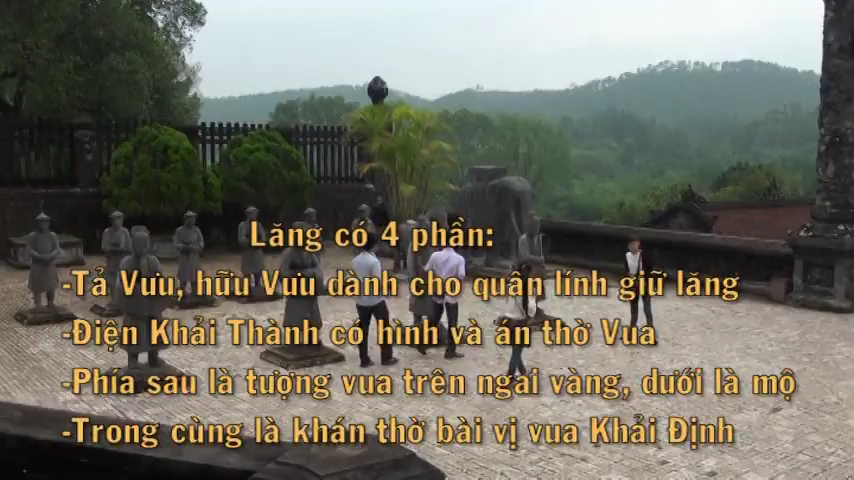 Lăng có 4 phần:
-Tả Vưu, hữu Vưu dành cho quân lính giữ lăng
-Điện Khải Thành có hình và án thờ Vua
-Phía sau là tượng vua trên ngai vàng, dưới là mộ
-Trong cùng là khán thờ bài vị vua Khải Định